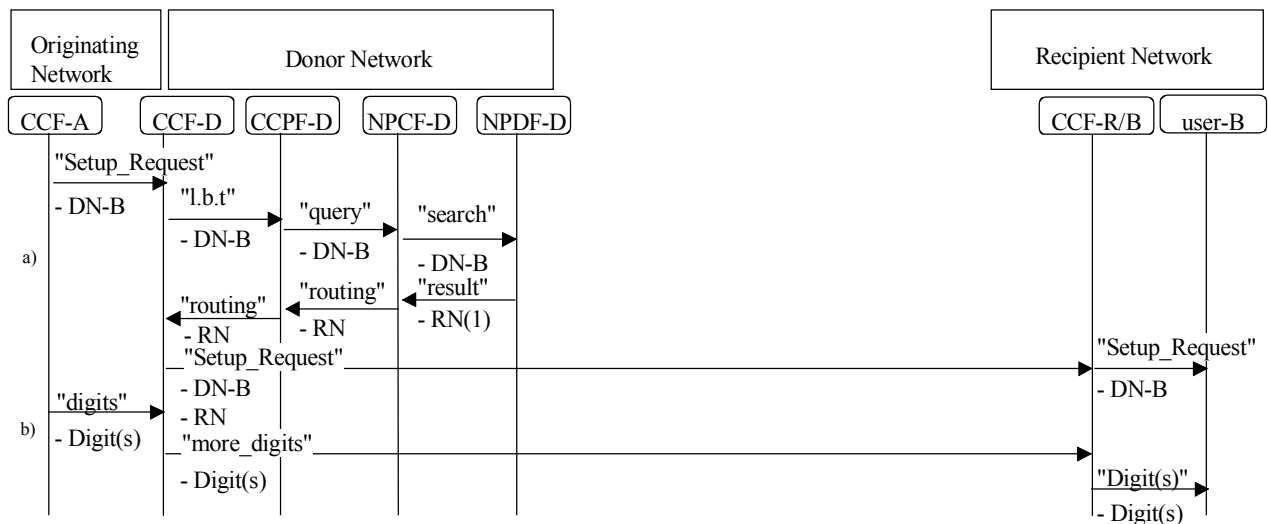 Originating
Network
Donor Network
Recipient Network
CCF-A
CCF-D
CCPF-D
NPCF-D
NPDF-D
CCF-R/B
user-B
"Setup_Request"
- DN-B
"l.b.t"
- DN-B
"query"
- DN-B
"search"
- DN-B
a)
"result"
- RN(1)
"routing"
- RN
"routing"
- RN
"Setup_Request"
- DN-B
- RN
"Setup_Request"
- DN-B
b)
"digits"
- Digit(s)
"more_digits"
- Digit(s)
"Digit(s)"
- Digit(s)